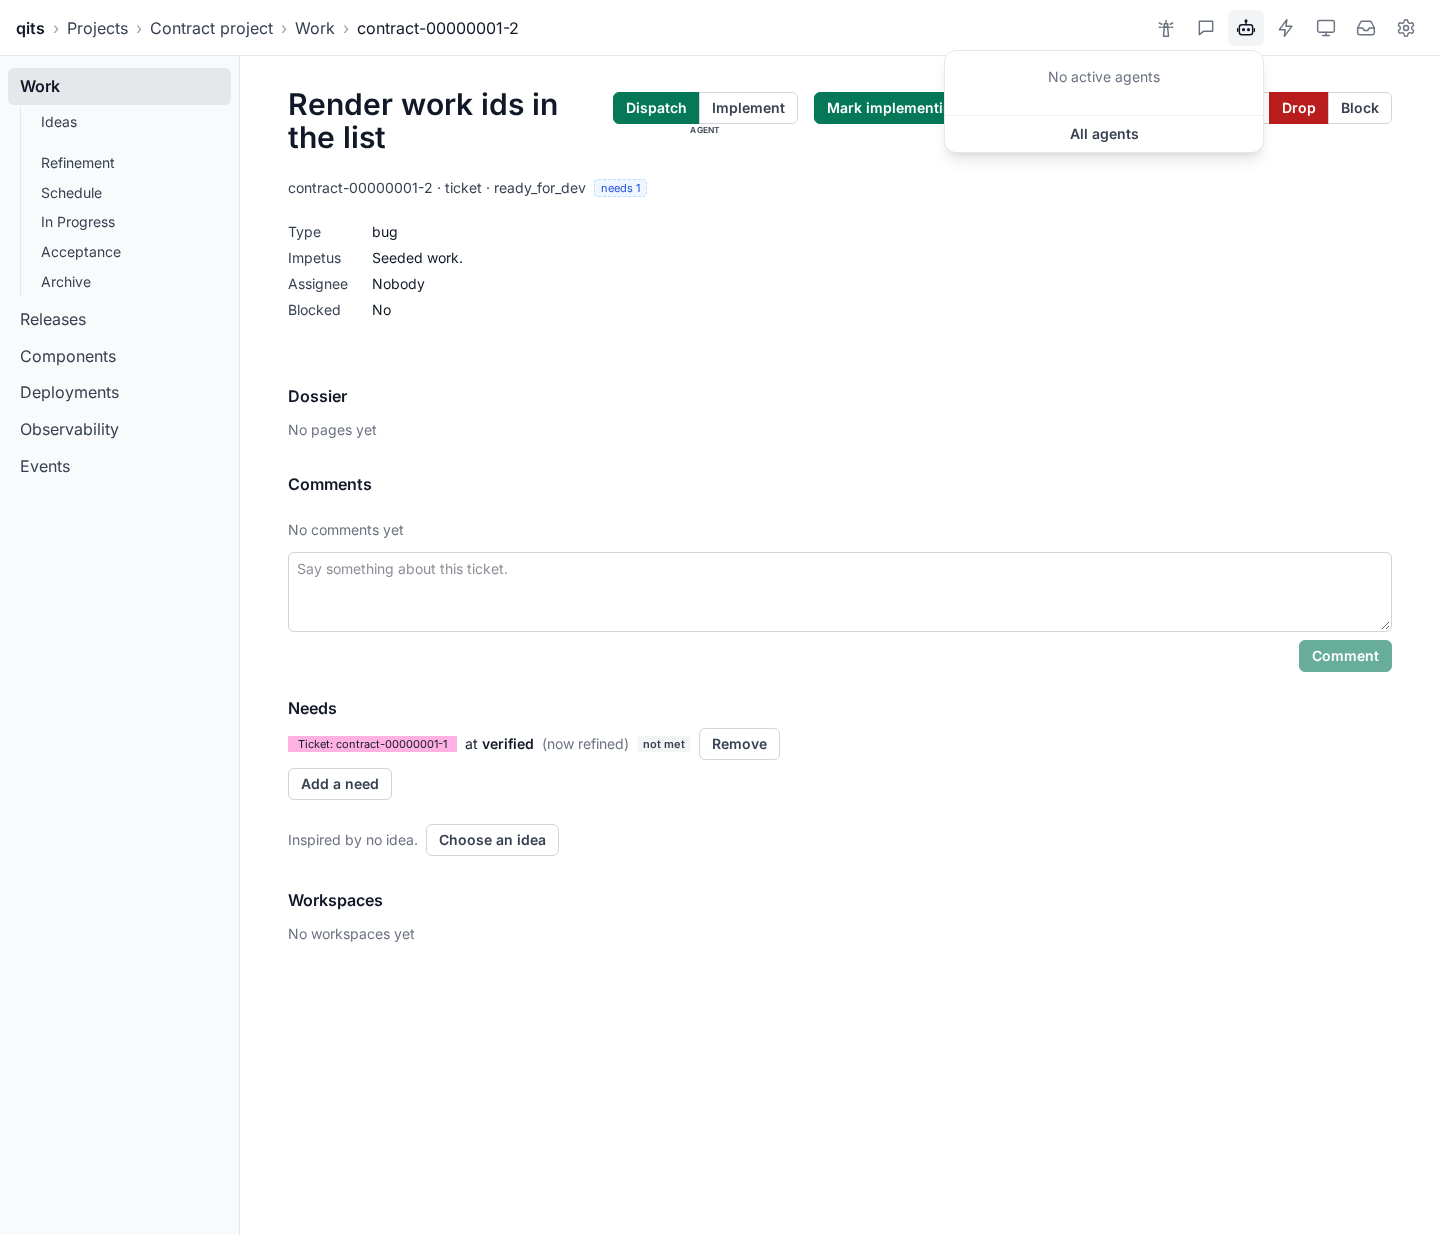 qits › Projects › Contract project › Work › contract-00000001-2
Work
Ideas
Refinement
Schedule
In Progress
Acceptance
Archive
Releases
Components
Deployments
Observability
Events
Render work ids in
the list
Dispatch Implement
AGENT
Mark implementi
Drop Block
No active agents
All agents
contract-00000001-2 · ticket · ready_for_dev needs 1
Type bug
Impetus Seeded work.
Assignee Nobody
Blocked No
Dossier
No pages yet
Comments
No comments yet
Say something about this ticket.
Comment
Needs
Ticket: contract-00000001-1 at verified (now refined) not met Remove
Add a need
Inspired by no idea. Choose an idea
Workspaces
No workspaces yet